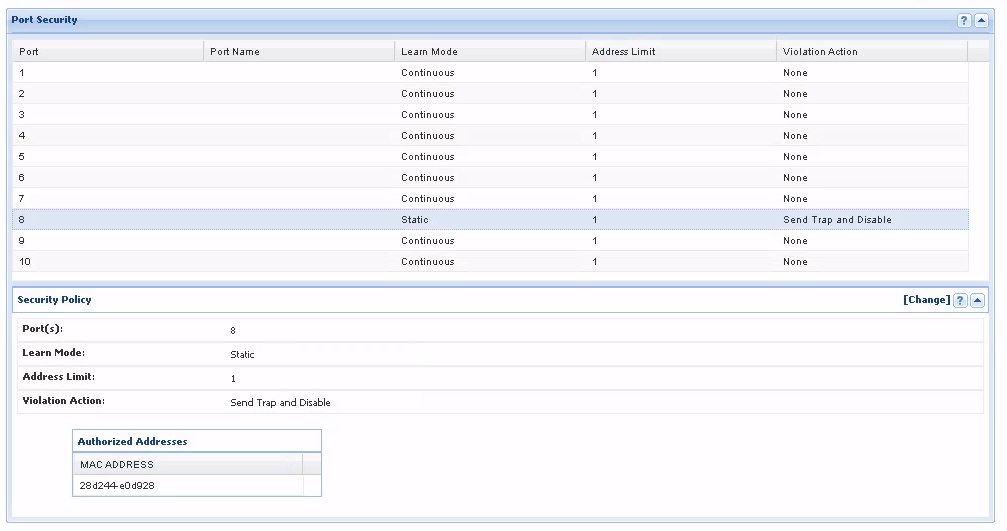 Port Security ?
Port Port Name Learn Mode Address Limit Violation Action
1 Continuous 1 None
2 Continuous 1 None
3 Continuous 1 None
4 Continuous 1 None
5 Continuous 1 None
6 Continuous 1 None
7 Continuous 1 None
8 Static 1 Send Trap and Disable
9 Continuous 1 None
10 Continuous 1 None
Security Policy [Change] ?
Port(s): 8
Learn Mode: Static
Address Limit: 1
Violation Action: Send Trap and Disable
Authorized Addresses
MAC ADDRESS
28d244-e0d928